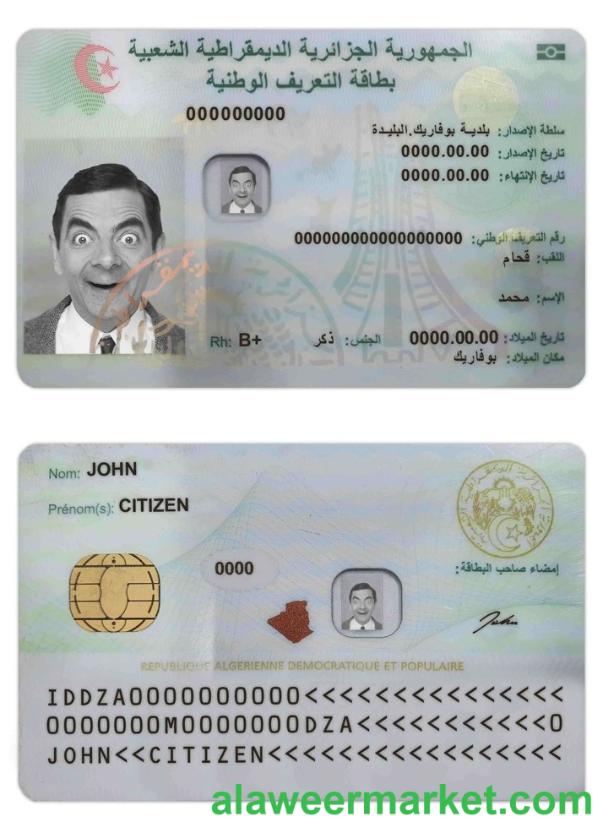 الجمهورية الجزائرية الديمقراطية الشعبية
بطاقة التعريف الوطنية
000000000
سلطة الإصدار: بلدية بوفاريك.البليدة
تاريخ الإصدار: 0000.00.00
تاريخ الإنتهاء: 0000.00.00
رقم التعريف الوطني: 000000000000000000
اللقب: قحام
الإسم: محمد
تاريخ الميلاد: 0000.00.00 الجنس: ذكر Rh: B+
مكان الميلاد: بوفاريك
Nom: JOHN
Prénom(s): CITIZEN
0000
إمضاء صاحب البطاقة:
John
REPUBLIQUE ALGERIENNE DEMOCRATIQUE ET POPULAIRE
IDDZA0000000000<<<<<<<<<<<<<<<
0000000M0000000DZA<<<<<<<<<<<0
JOHN<<CITIZEN<<<<<<<<<<<<<<<<<
alaweermarket.com